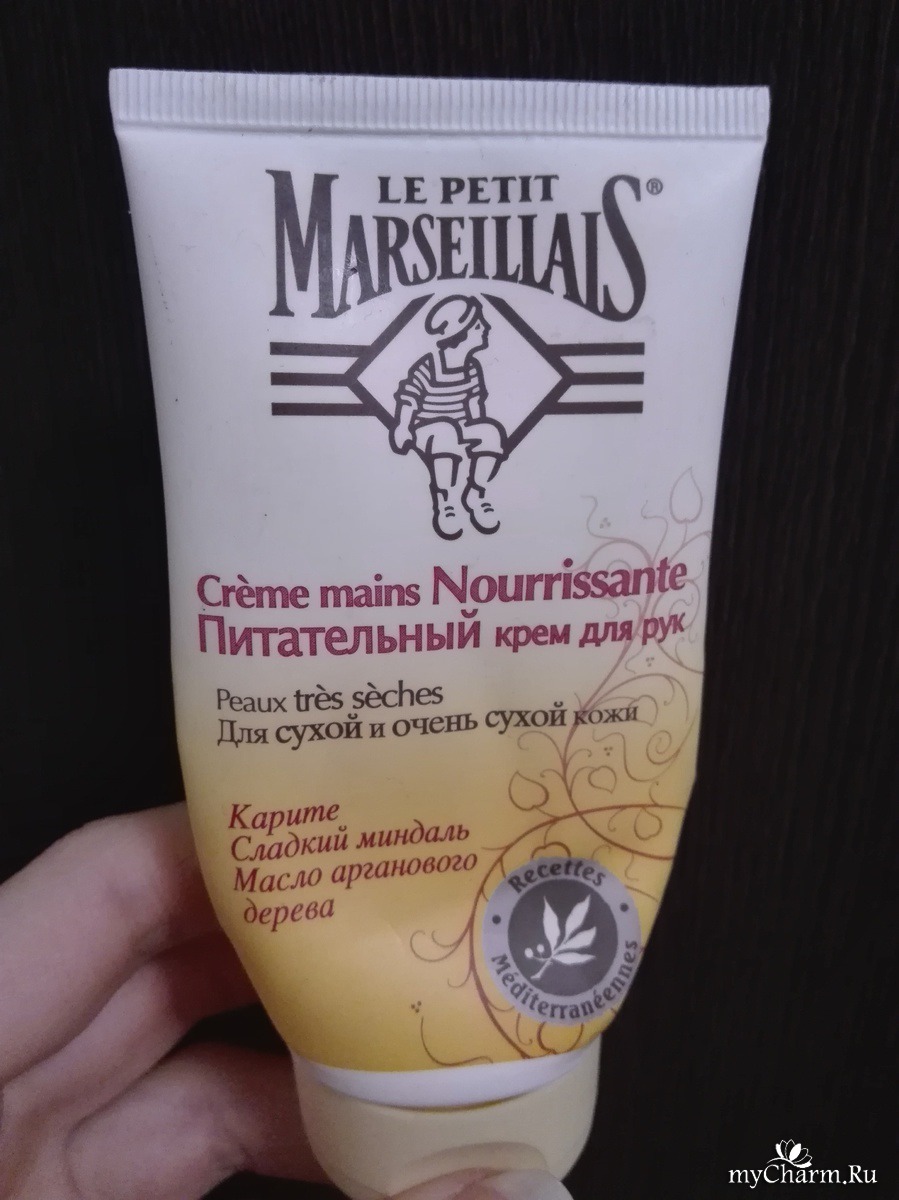 LE PETIT
MARSEILLAIS®
Crème mains Nourrissante
Питательный крем для рук
Peaux très sèches
Для сухой и очень сухой кожи
Карите
Сладкий миндаль
Масло арганового
дерева
Recettes
Méditerranéennes
myCharm.Ru